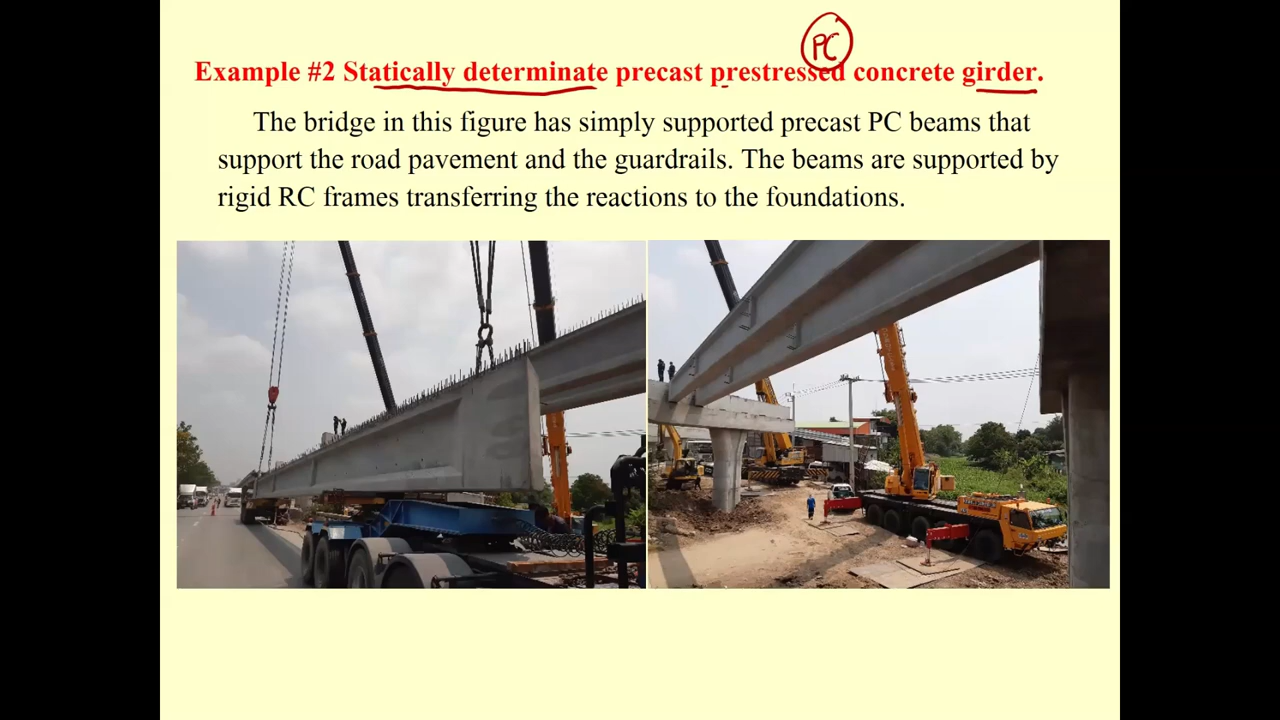 PC
Example #2 Statically determinate precast prestressed concrete girder.
The bridge in this figure has simply supported precast PC beams that
support the road pavement and the guardrails. The beams are supported by
rigid RC frames transferring the reactions to the foundations.